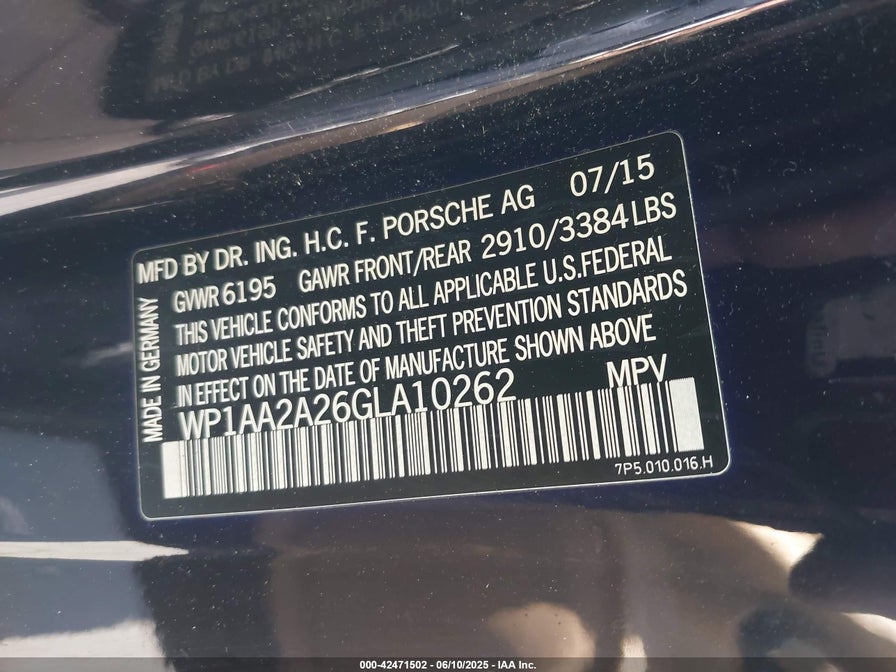 MFD BY DR. ING. H.C. F. PORSCHE AG 07/15
GVWR 6195 GAWR FRONT/REAR 2910/3384 LBS
THIS VEHICLE CONFORMS TO ALL APPLICABLE U.S.FEDERAL
MOTOR VEHICLE SAFETY AND THEFT PREVENTION STANDARDS
IN EFFECT ON THE DATE OF MANUFACTURE SHOWN ABOVE
WP1AA2A26GLA10262 MPV
7P5.010.016.H
MADE IN GERMANY
000-42471502 - 06/10/2025 - IAA Inc.